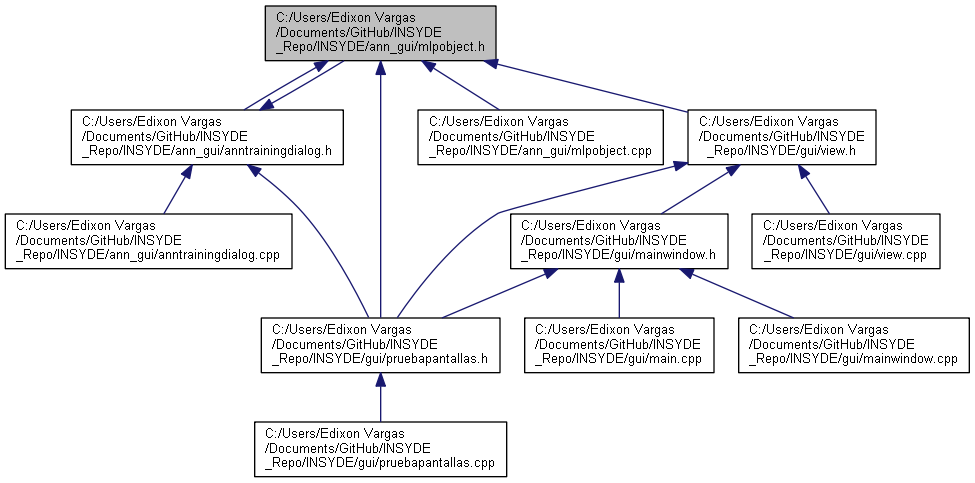 C:/Users/Edixon Vargas
/Documents/GitHub/INSYDE
_Repo/INSYDE/ann_gui/mlpobject.h
C:/Users/Edixon Vargas
/Documents/GitHub/INSYDE
_Repo/INSYDE/ann_gui/anntrainingdialog.h
C:/Users/Edixon Vargas
/Documents/GitHub/INSYDE
_Repo/INSYDE/ann_gui/mlpobject.cpp
C:/Users/Edixon Vargas
/Documents/GitHub/INSYDE
_Repo/INSYDE/gui/view.h
C:/Users/Edixon Vargas
/Documents/GitHub/INSYDE
_Repo/INSYDE/ann_gui/anntrainingdialog.cpp
C:/Users/Edixon Vargas
/Documents/GitHub/INSYDE
_Repo/INSYDE/gui/mainwindow.h
C:/Users/Edixon Vargas
/Documents/GitHub/INSYDE
_Repo/INSYDE/gui/view.cpp
C:/Users/Edixon Vargas
/Documents/GitHub/INSYDE
_Repo/INSYDE/gui/pruebapantallas.h
C:/Users/Edixon Vargas
/Documents/GitHub/INSYDE
_Repo/INSYDE/gui/main.cpp
C:/Users/Edixon Vargas
/Documents/GitHub/INSYDE
_Repo/INSYDE/gui/mainwindow.cpp
C:/Users/Edixon Vargas
/Documents/GitHub/INSYDE
_Repo/INSYDE/gui/pruebapantallas.cpp